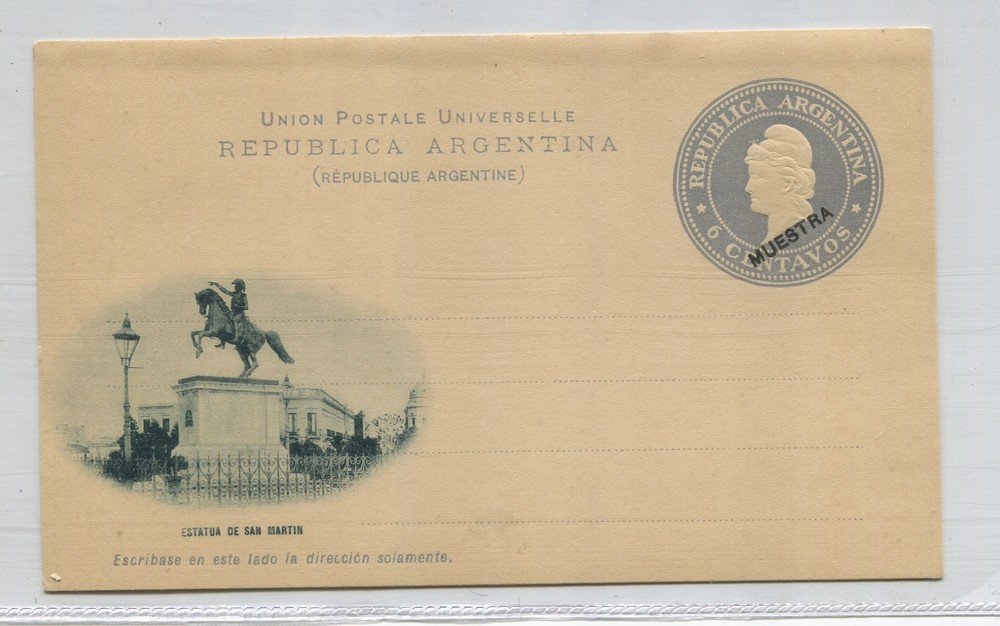 UNION POSTALE UNIVERSELLE
REPUBLICA ARGENTINA
(RÉPUBLIQUE ARGENTINE)
REPUBLICA ARGENTINA
6 CENTAVOS
MUESTRA
ESTATUA DE SAN MARTIN
Escribase en este lado la dirección solamente.